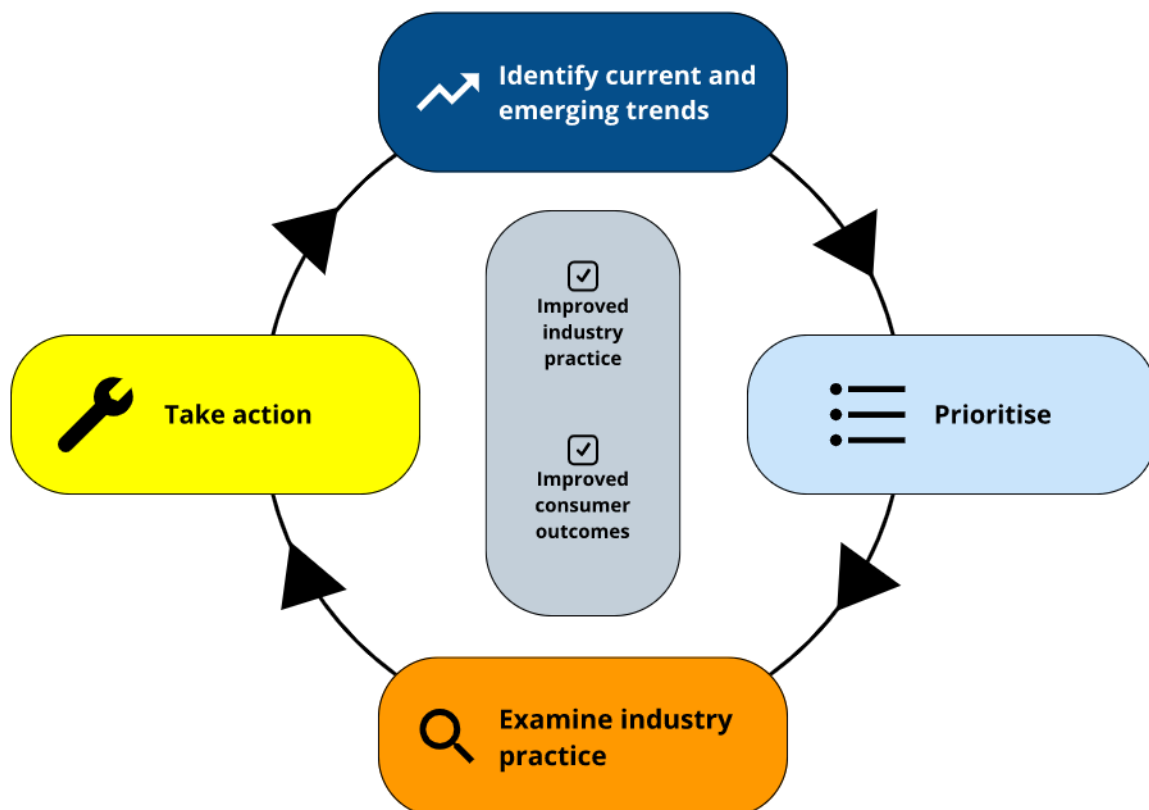 Identify current and
emerging trends
Improved
industry
practice
Take action
Prioritise
Improved
consumer
outcomes
Examine industry
practice